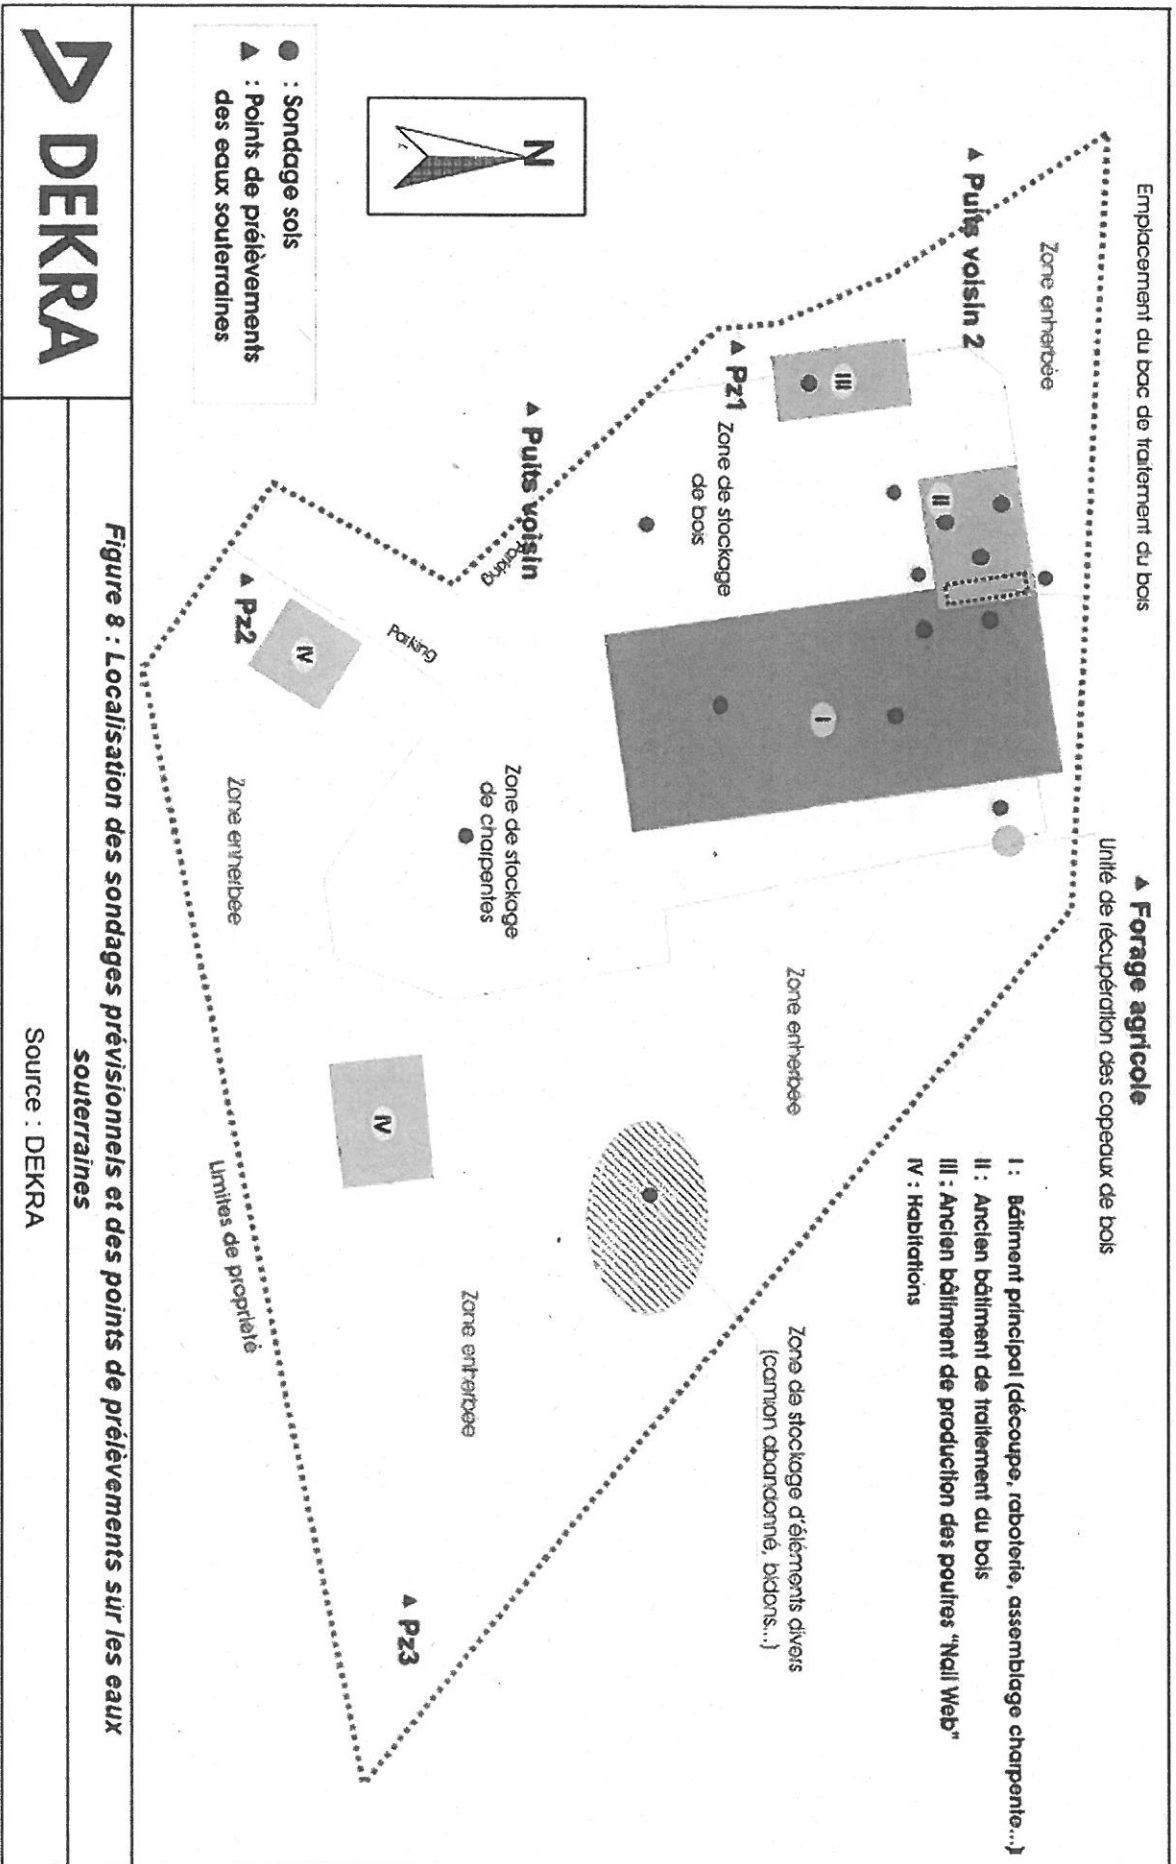 Emplacement du bac de traitement du bois
▲ Forage agricole
Unité de récupération des copeaux de bois
I : Bâtiment principal (découpe, raboterie, assemblage charpente...)
II : Ancien bâtiment de traitement du bois
III : Ancien bâtiment de production des poutres "Nail Web"
IV : Habitations
Zone enherbée
▲ Puits voisin 2
III
II
I
▲ Pz1
Zone de stockage
de bois
Zone enherbée
Zone de stockage d'éléments divers
(camion abandonné, bidons...)
▲ Puits voisin
Parking
Parking
Zone de stockage
de charpentes
Zone enherbée
N
IV
IV
▲ Pz2
Zone enherbée
▲ Pz3
Limites de propriété
● : Sondage sols
▲ : Points de prélèvements
des eaux souterraines
DEKRA
Figure 8 : Localisation des sondages prévisionnels et des points de prélèvements sur les eaux
souterraines
Source : DEKRA